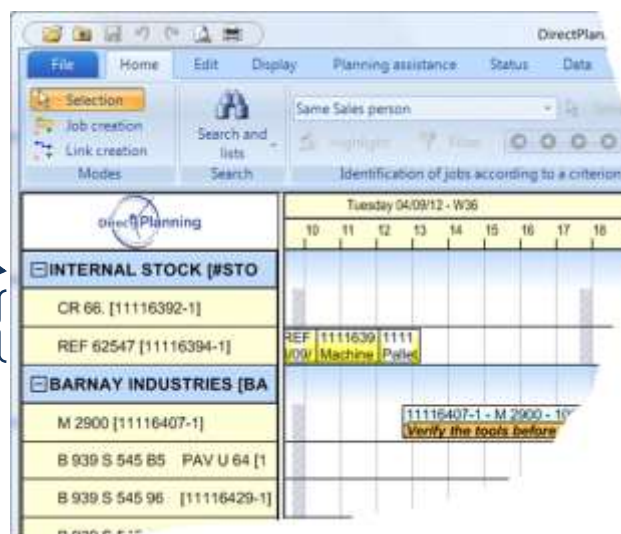 DirectPlan
File Home Edit Display Planning assistance Status Data
Selection
Job creation
Link creation
Modes
Search and
lists
Search
Same Sales person
Highlight
Identification of jobs according to a criterion
DirectPlanning
Tuesday 04/09/12 - W36
10 11 12 13 14 15 16 17 18
INTERNAL STOCK [#STO
CR 66. [11116392-1]
REF 62547 [11116394-1]
REF 1111639 1111
/09/ Machine Pallet
BARNAY INDUSTRIES [BA
M 2900 [11116407-1]
11116407-1 - M 2900 - 10
Verify the tools before
B 939 S 545 B5 PAV U 64 [1
B 939 S 545 96 [11116429-1]